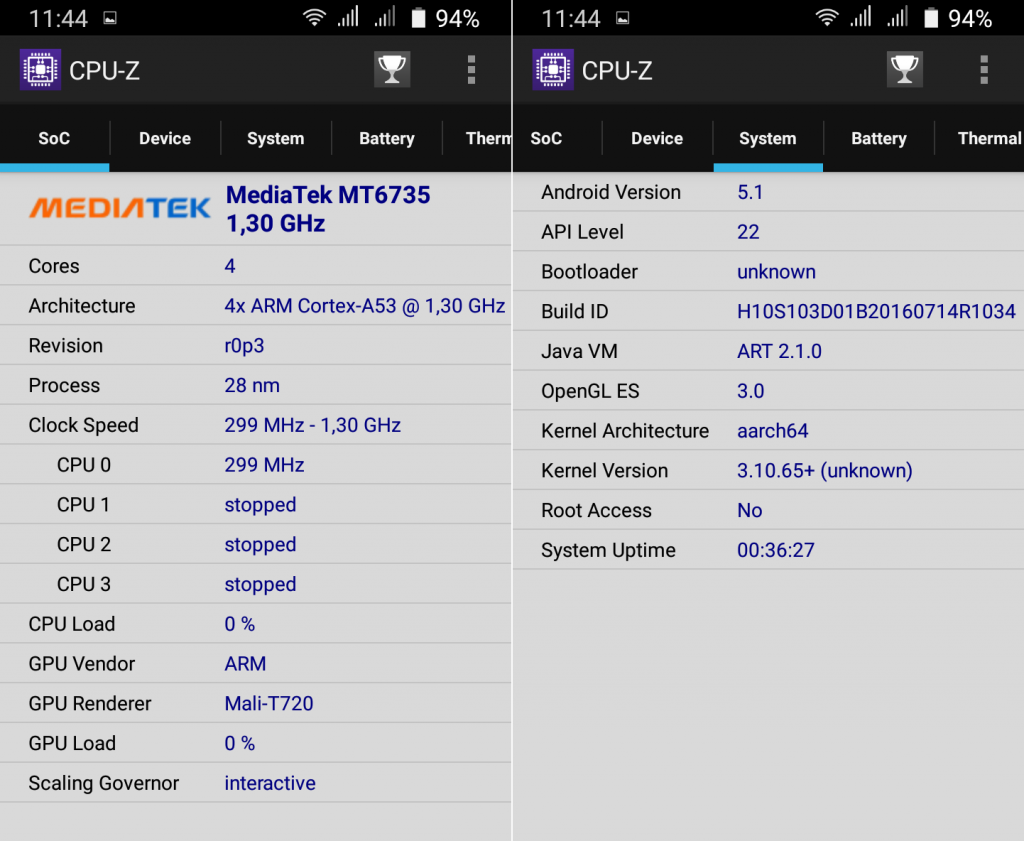 11:44 94%
CPU-Z
SoC Device System Battery Therm
MEDIATEK
MediaTek MT6735
1,30 GHz
Cores 4
Architecture 4x ARM Cortex-A53 @ 1,30 GHz
Revision r0p3
Process 28 nm
Clock Speed 299 MHz - 1,30 GHz
CPU 0 299 MHz
CPU 1 stopped
CPU 2 stopped
CPU 3 stopped
CPU Load 0 %
GPU Vendor ARM
GPU Renderer Mali-T720
GPU Load 0 %
Scaling Governor interactive
11:44 94%
CPU-Z
SoC Device System Battery Thermal
Android Version 5.1
API Level 22
Bootloader unknown
Build ID H10S103D01B20160714R1034
Java VM ART 2.1.0
OpenGL ES 3.0
Kernel Architecture aarch64
Kernel Version 3.10.65+ (unknown)
Root Access No
System Uptime 00:36:27